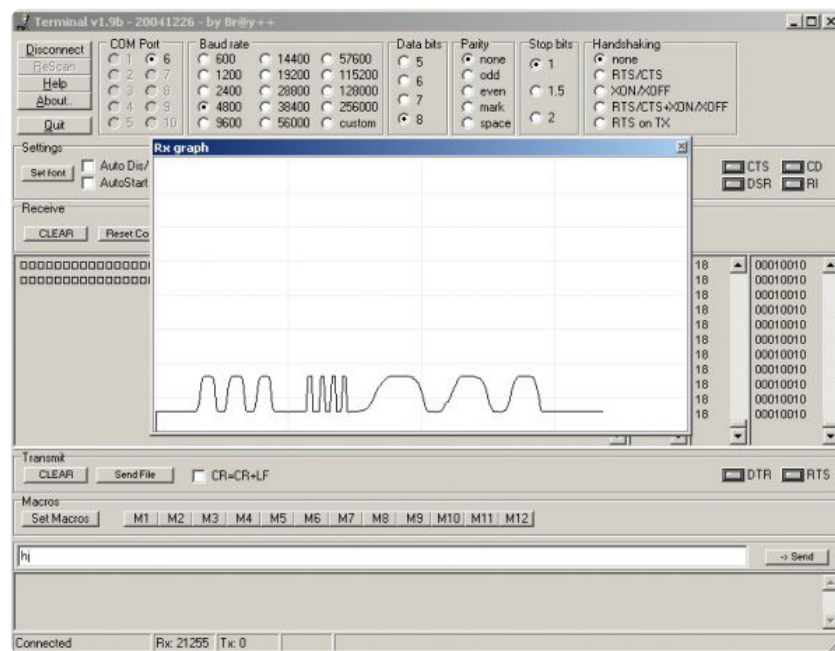 Terminal v1.9b - 20041226 - by Br@y++
Disconnect
ReScan
Help
About..
Quit
COM Port
1 6
2 7
3 8
4 9
5 10
Baud rate
600 14400 57600
1200 19200 115200
2400 28800 128000
4800 38400 256000
9600 56000 custom
Data bits
5
6
7
8
Parity
none
odd
even
mark
space
Stop bits
1
1.5
2
Handshaking
none
RTS/CTS
XON/XOFF
RTS/CTS+XON/XOFF
RTS on TX
Settings
Set font
Auto Dis/
AutoStart
Rx graph
CTS CD
DSR RI
Receive
CLEAR Reset Co
18 00010010
18 00010010
18 00010010
18 00010010
18 00010010
18 00010010
18 00010010
18 00010010
18 00010010
18 00010010
18 00010010
Transmit
CLEAR Send File CR=CR+LF
DTR RTS
Macros
Set Macros M1 M2 M3 M4 M5 M6 M7 M8 M9 M10 M11 M12
hj
-> Send
Connected Rx: 21255 Tx: 0